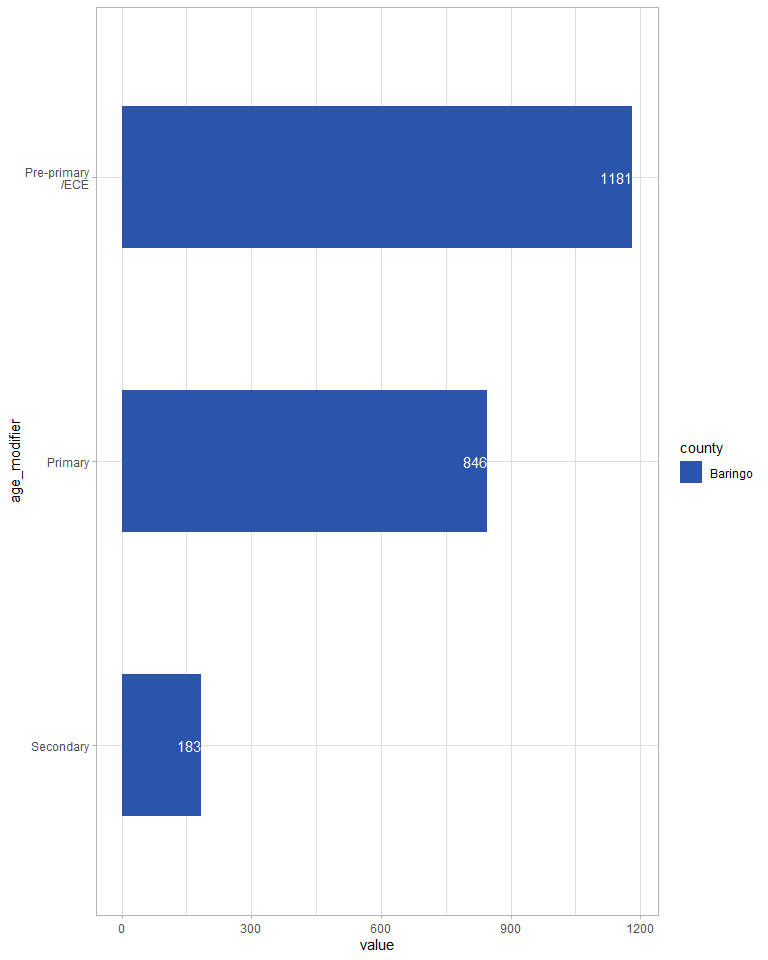 Pre-primary
/ECE
1181
Primary
846
Secondary
183
age_modifier
0
300
600
900
1200
value
county
Baringo